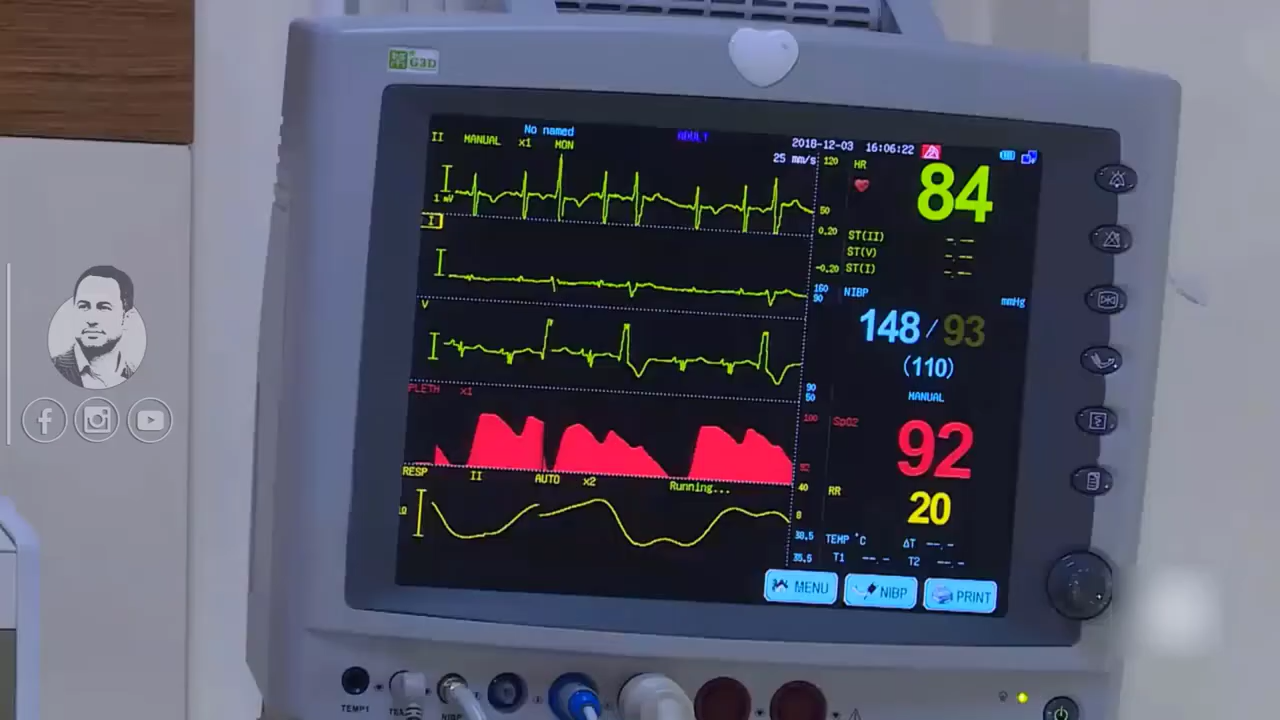 G3D
No named
ADULT
2018-12-03 16:06:22
II MANUAL x1 MON
25 mm/s
120
HR
84
1 mV
50
I
0.20
ST(II) --.--
ST(V) -.--
-0.20
ST(I) -.--
160
90
NIBP
mmHg
148 / 93
(110)
V
90
50
MANUAL
PLETH x1
100
SpO2
92
RESP
II AUTO x2
Running...
40
RR
20
8
38.5
TEMP °C
ΔT --.-
35.5
T1 --.-
T2 --.-
MENU
NIBP
PRINT
TEMP1
NIBP